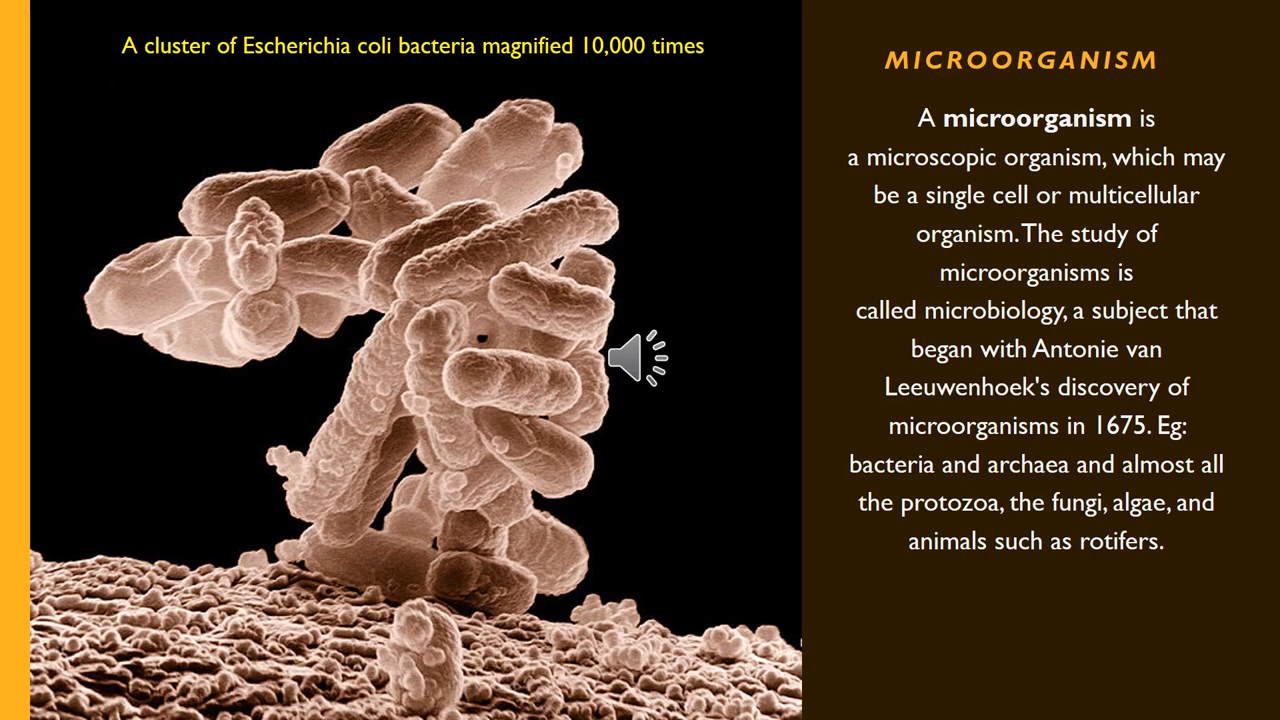 A cluster of Escherichia coli bacteria magnified 10,000 times
MICROORGANISM
A microorganism is
a microscopic organism, which may
be a single cell or multicellular
organism. The study of
microorganisms is
called microbiology, a subject that
began with Antonie van
Leeuwenhoek's discovery of
microorganisms in 1675. Eg:
bacteria and archaea and almost all
the protozoa, the fungi, algae, and
animals such as rotifers.